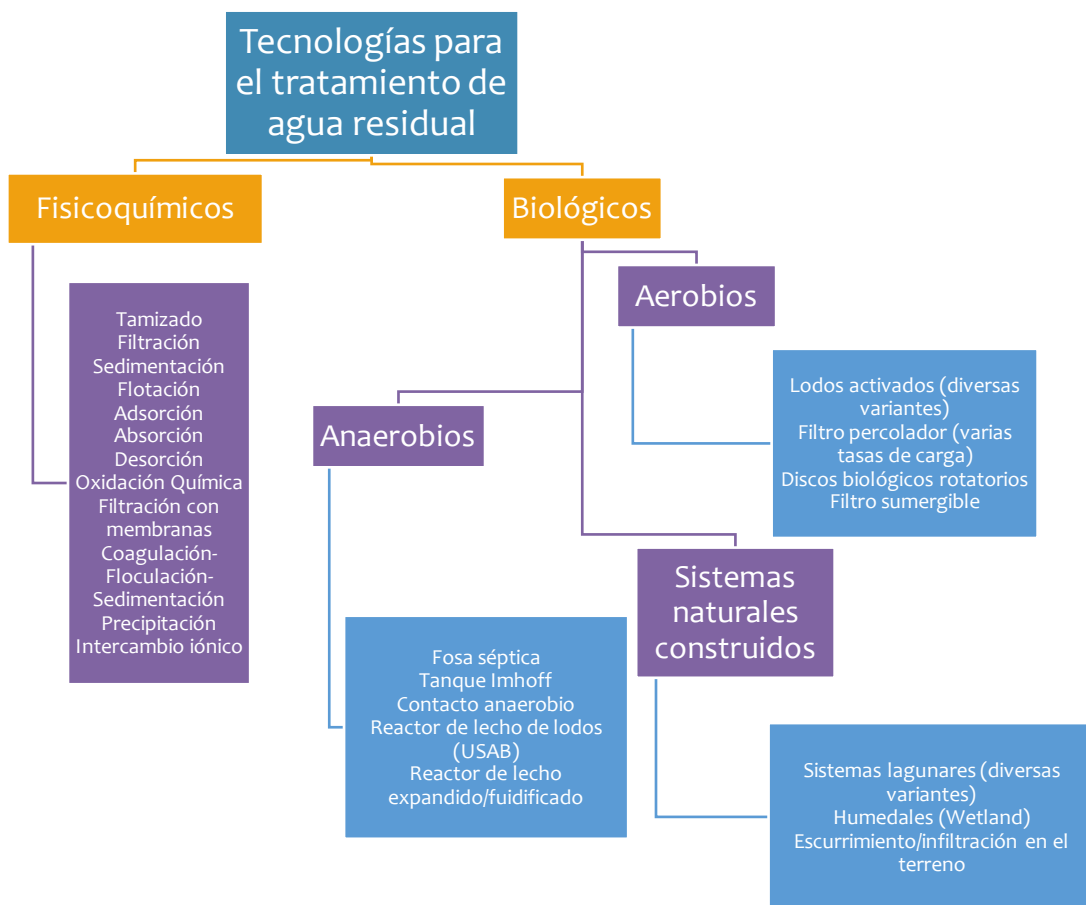 Tecnologías para
el tratamiento de
agua residual
Fisicoquímicos
Biológicos
Tamizado
Filtración
Sedimentación
Flotación
Adsorción
Absorción
Desorción
Oxidación Química
Filtración con
membranas
Coagulación-
Floculación-
Sedimentación
Precipitación
Intercambio iónico
Aerobios
Lodos activados (diversas
variantes)
Filtro percolador (varias
tasas de carga)
Discos biológicos rotatorios
Filtro sumergible
Anaerobios
Fosa séptica
Tanque Imhoff
Contacto anaerobio
Reactor de lecho de lodos
(USAB)
Reactor de lecho
expandido/fuidificado
Sistemas
naturales
construidos
Sistemas lagunares (diversas
variantes)
Humedales (Wetland)
Escurrimiento/infiltración en el
terreno